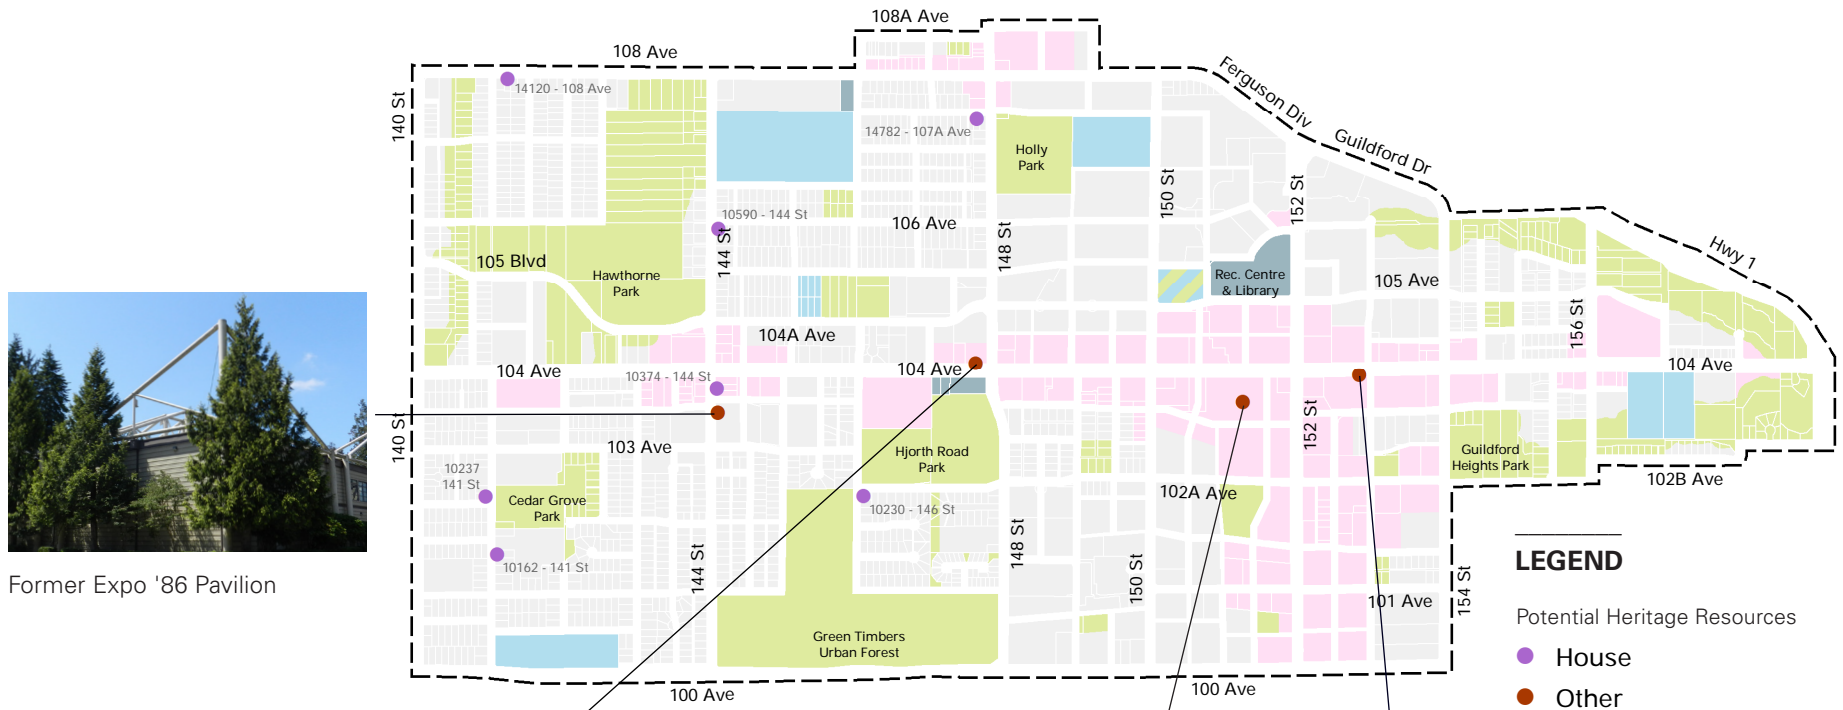 108A Ave
108 Ave
Ferguson Div
Guildford Dr
140 St
14120 - 108 Ave
14782 - 107A Ave
Holly
Park
150 St
152 St
10590 - 144 St
106 Ave
144 St
148 St
105 Blvd
Hawthorne
Park
Rec. Centre
& Library
105 Ave
Hwy 1
156 St
104A Ave
104 Ave
10374 - 144 St
104 Ave
104 Ave
140 St
103 Ave
152 St
Hjorth Road
Park
Guildford
Heights Park
102B Ave
10237
141 St
Cedar Grove
Park
10230 - 146 St
102A Ave
10162 - 141 St
144 St
148 St
150 St
101 Ave
154 St
Green Timbers
Urban Forest
100 Ave
100 Ave
Former Expo '86 Pavilion
LEGEND
Potential Heritage Resources
House
Other